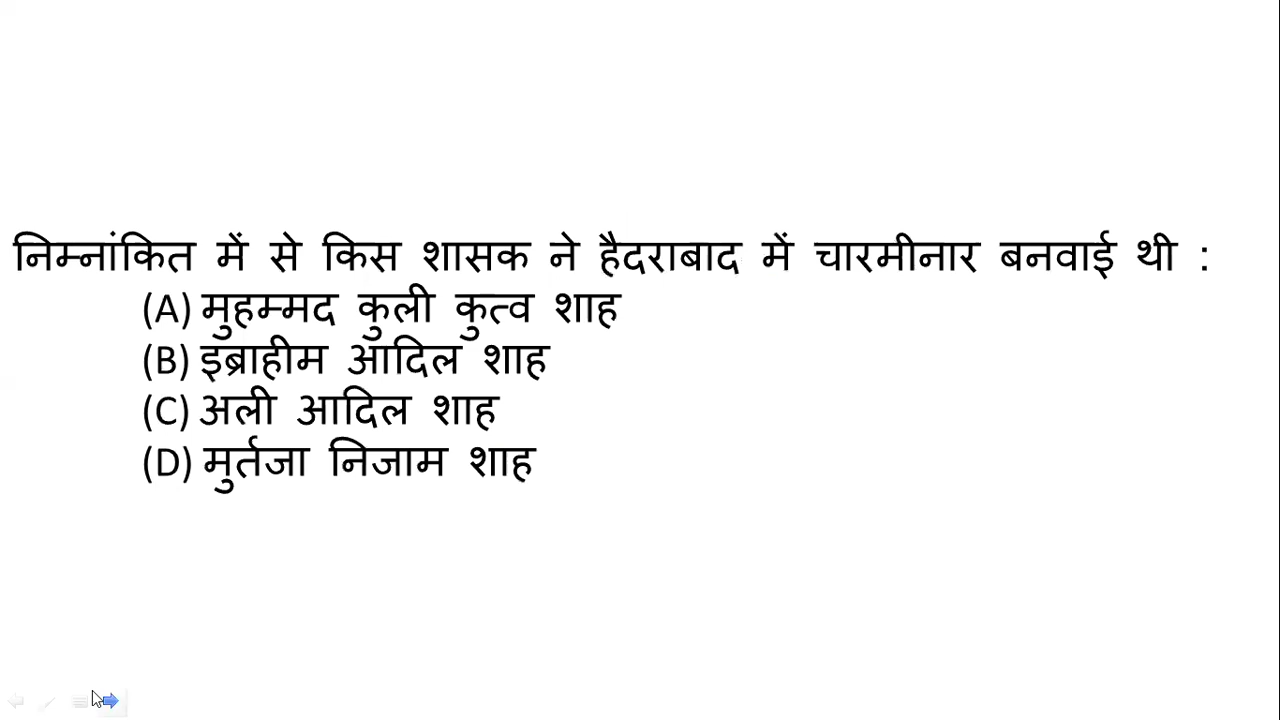 निम्नांकित में से किस शासक ने हैदराबाद में चारमीनार बनवाई थी :
(A) मुहम्मद कुली कुत्व शाह
(B) इब्राहीम आदिल शाह
(C) अली आदिल शाह
(D) मुर्तजा निजाम शाह